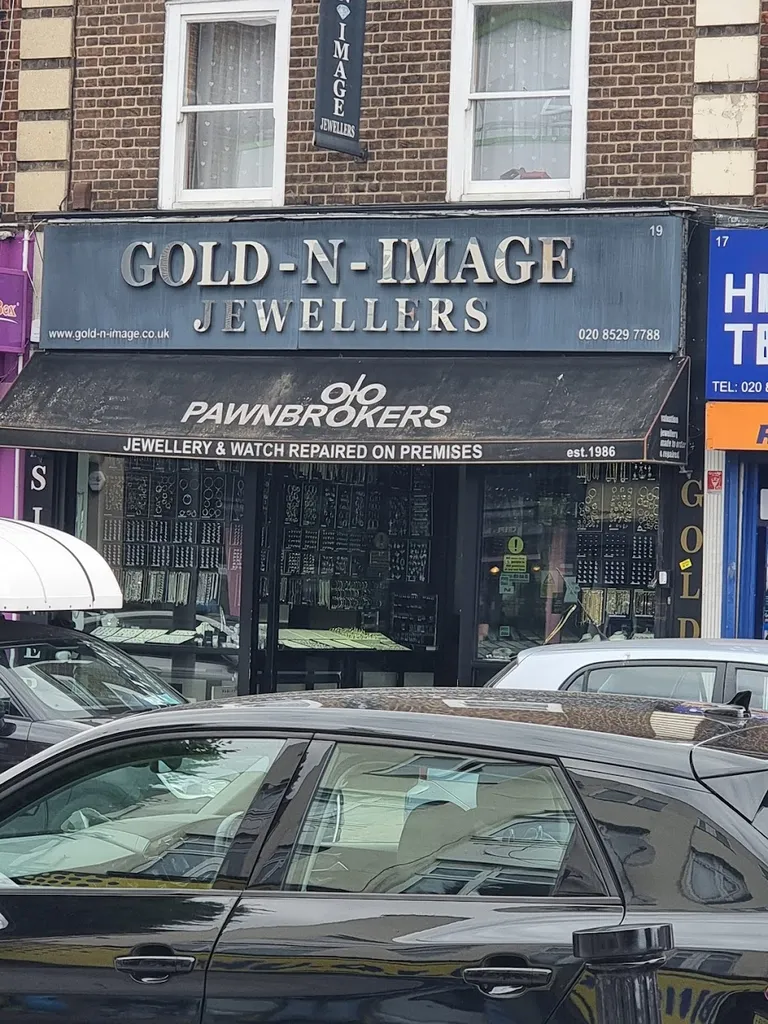 IMAGE
JEWELLERS
19
GOLD-N-IMAGE
JEWELLERS
www.gold-n-image.co.uk
020 8529 7788
PAWNBROKERS
JEWELLERY & WATCH REPAIRED ON PREMISES
est.1986
S
GOLD
17
TEL: 020